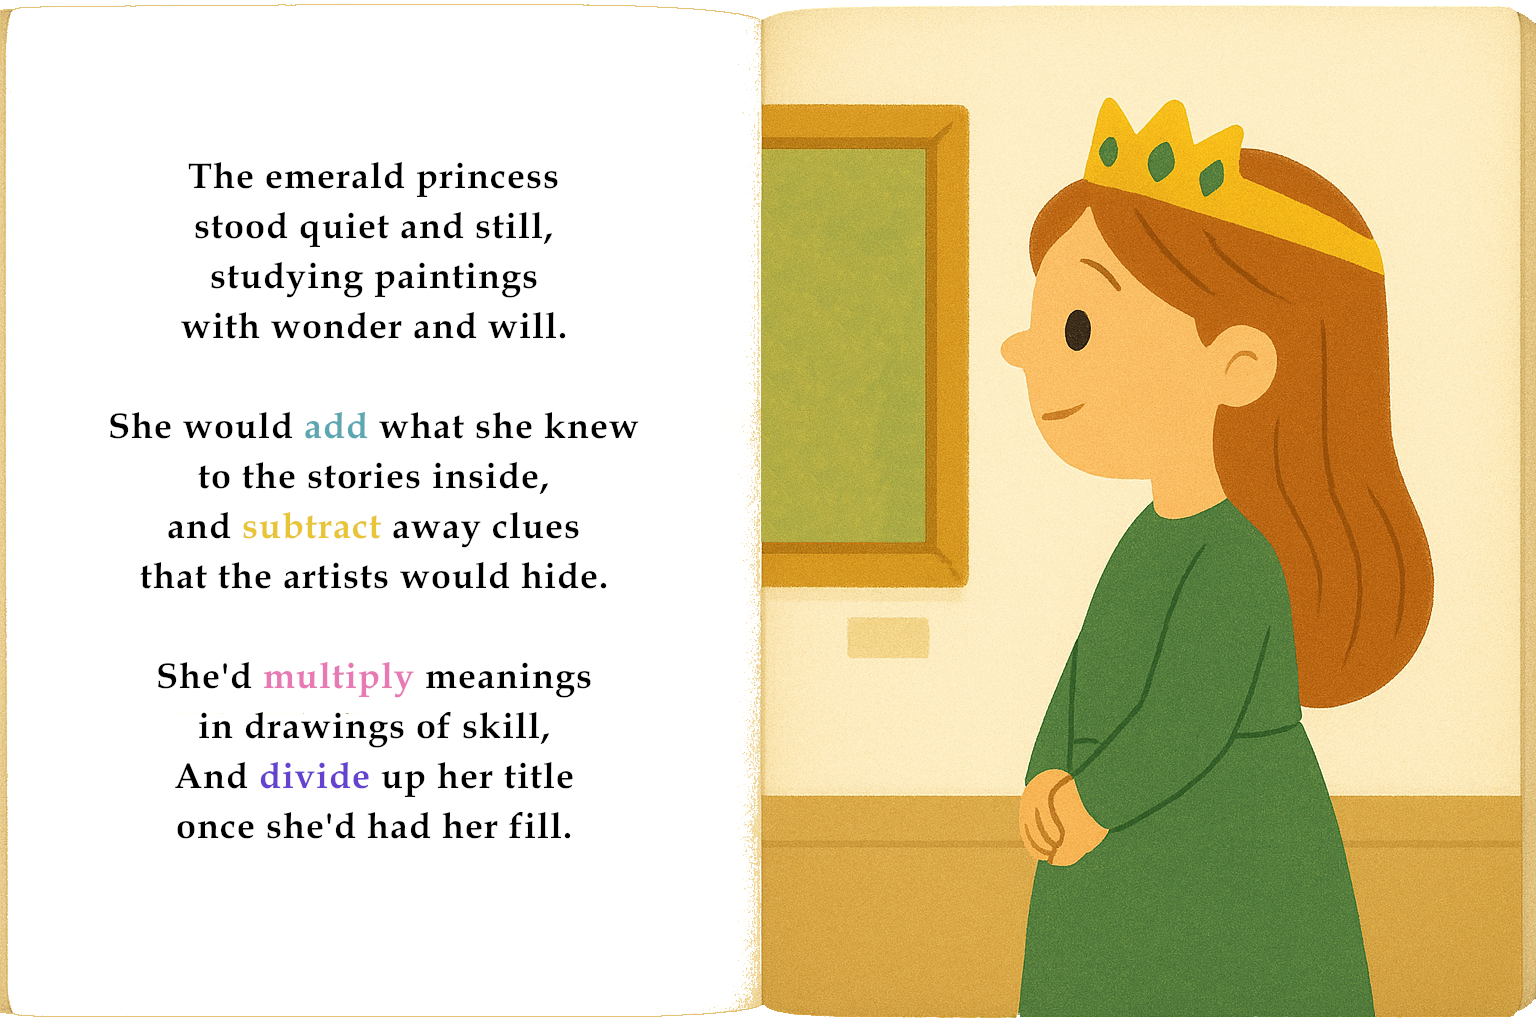 The emerald princess
stood quiet and still,
studying paintings
with wonder and will.
She would add what she knew
to the stories inside,
and subtract away clues
that the artists would hide.
She'd multiply meanings
in drawings of skill,
And divide up her title
once she'd had her fill.